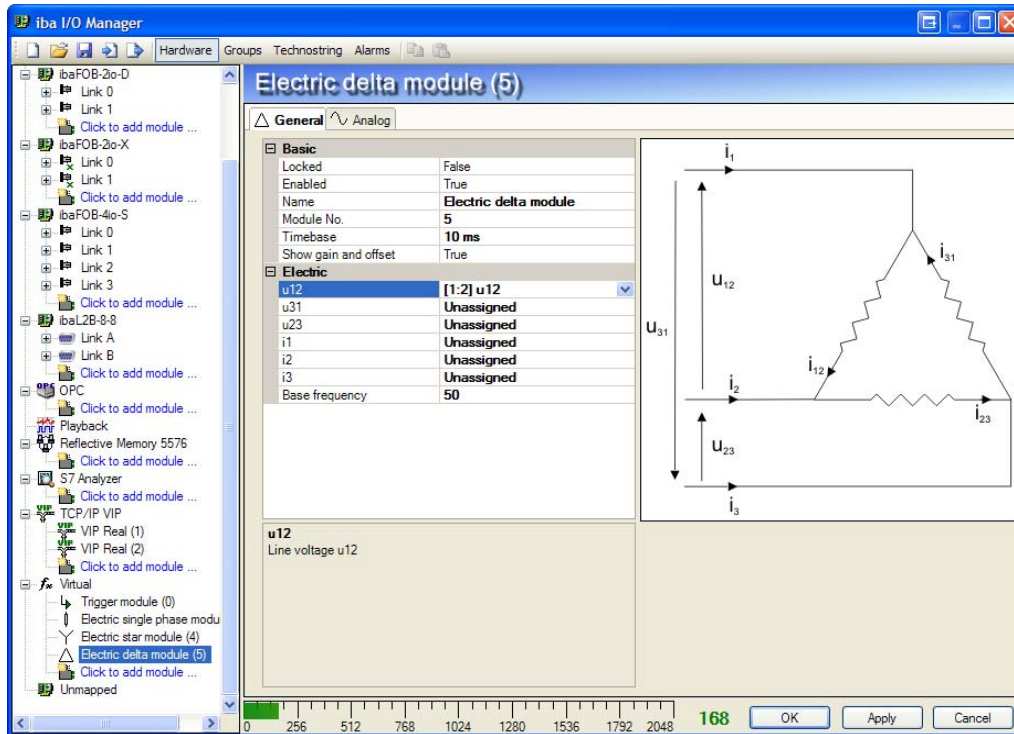 iba I/O Manager
Hardware Groups Technostring Alarms
ibaFOB-2io-D
Link 0
Link 1
Click to add module ...
ibaFOB-2io-X
Link 0
Link 1
Click to add module ...
ibaFOB-4io-S
Link 0
Link 1
Link 2
Link 3
Click to add module ...
ibaL2B-8-8
Link A
Link B
Click to add module ...
OPC
OPC
Click to add module ...
Playback
Reflective Memory 5576
Click to add module ...
S7 Analyzer
Click to add module ...
VIP TCP/IP VIP
VIP VIP Real (1)
VIP VIP Real (2)
Click to add module ...
fx Virtual
Trigger module (0)
Electric single phase modu
Electric star module (4)
Electric delta module (5)
Click to add module ...
Unmapped
Electric delta module (5)
General Analog
Basic
Locked False
Enabled True
Name Electric delta module
Module No. 5
Timebase 10 ms
Show gain and offset True
Electric
u12 [1:2] u12
u31 Unassigned
u23 Unassigned
i1 Unassigned
i2 Unassigned
i3 Unassigned
Base frequency 50
u12
Line voltage u12
i1
i31
u12
u31
i12
i2
i23
u23
i3
0 256 512 768 1024 1280 1536 1792 2048
168
OK Apply Cancel